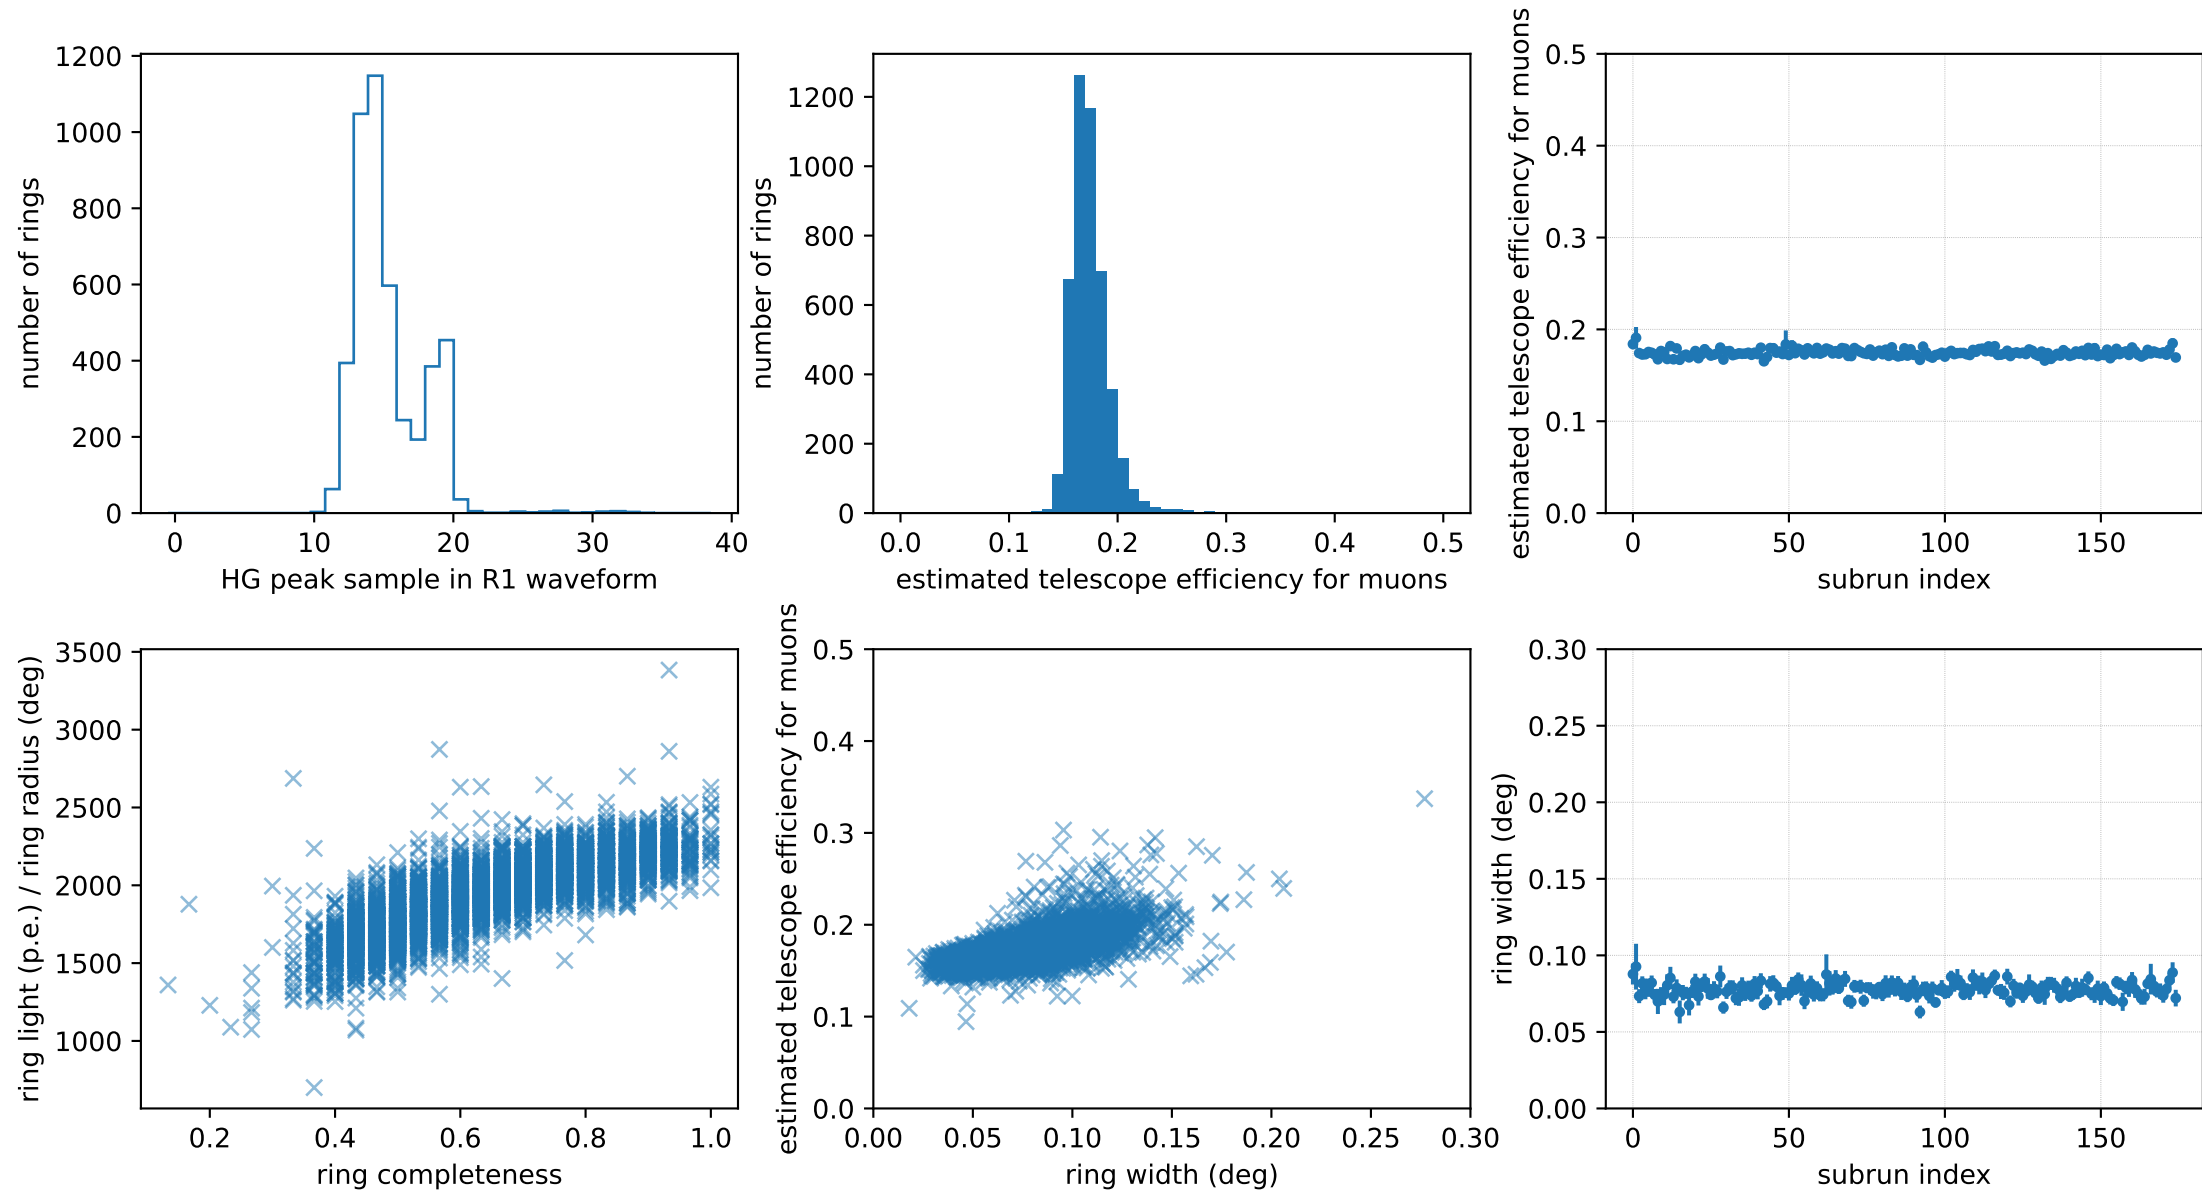 1200
1000
800
600
400
200
0
number of rings
0 10 20 30 40
HG peak sample in R1 waveform
1200
1000
800
600
400
200
0
number of rings
0.0 0.1 0.2 0.3 0.4 0.5
estimated telescope efficiency for muons
0.5
0.4
0.3
0.2
0.1
0.0
estimated telescope efficiency for muons
0 50 100 150
subrun index
3500
3000
2500
2000
1500
1000
ring light (p.e.) / ring radius (deg)
0.2 0.4 0.6 0.8 1.0
ring completeness
0.5
0.4
0.3
0.2
0.1
0.0
estimated telescope efficiency for muons
0.00 0.05 0.10 0.15 0.20 0.25 0.30
ring width (deg)
0.30
0.25
0.20
0.15
0.10
0.05
0.00
ring width (deg)
0 50 100 150
subrun index